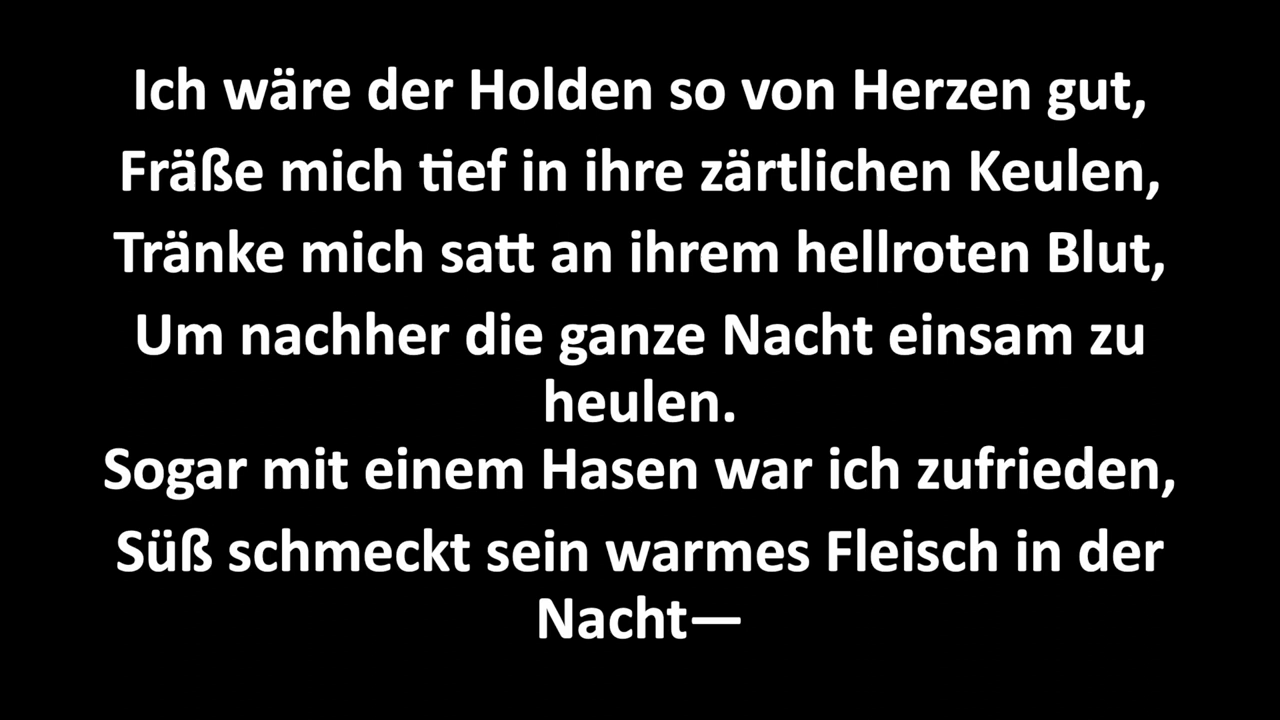 Ich wäre der Holden so von Herzen gut,
Fräße mich tief in ihre zärtlichen Keulen,
Tränke mich satt an ihrem hellroten Blut,
Um nachher die ganze Nacht einsam zu
heulen.
Sogar mit einem Hasen war ich zufrieden,
Süß schmeckt sein warmes Fleisch in der
Nacht—